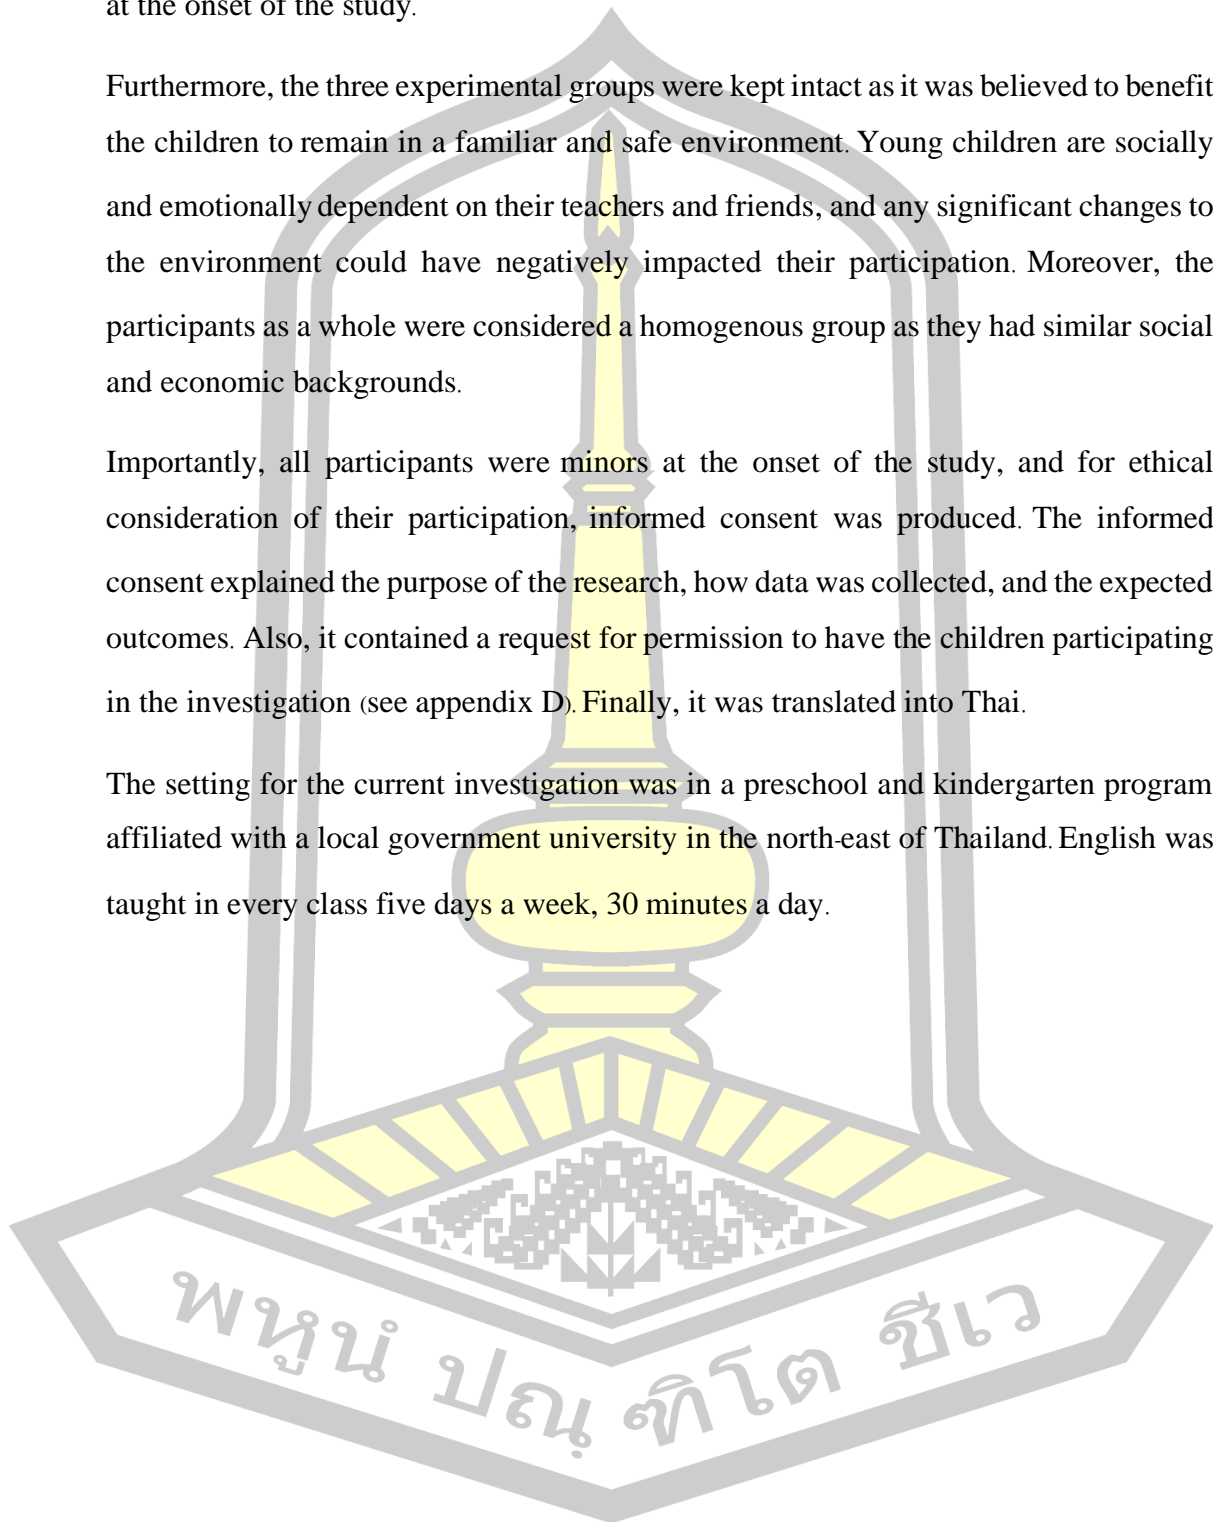 at the onset of the study.
Furthermore, the three experimental groups were kept intact as it was believed to benefit
the children to remain in a familiar and safe environment. Young children are socially
and emotionally dependent on their teachers and friends, and any significant changes to
the environment could have negatively impacted their participation. Moreover, the
participants as a whole were considered a homogenous group as they had similar social
and economic backgrounds.
Importantly, all participants were minors at the onset of the study, and for ethical
consideration of their participation, informed consent was produced. The informed
consent explained the purpose of the research, how data was collected, and the expected
outcomes. Also, it contained a request for permission to have the children participating
in the investigation (see appendix D). Finally, it was translated into Thai.
The setting for the current investigation was in a preschool and kindergarten program
affiliated with a local government university in the north-east of Thailand. English was
taught in every class five days a week, 30 minutes a day.
พหูนํ ปณฺฑิโต ชีเว